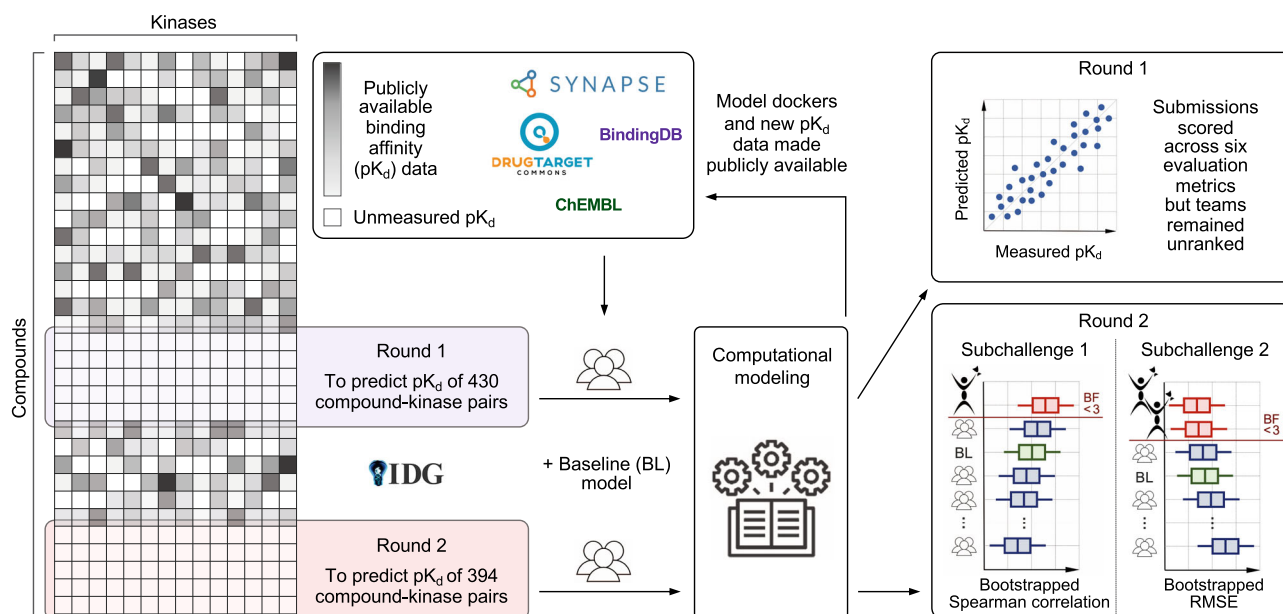 Kinases
Compounds
Publicly
available
binding
affinity
(pKd) data
Unmeasured pKd
SYNAPSE
DRUGTARGET
COMMONS
BindingDB
ChEMBL
Model dockers
and new pKd
data made
publicly available
Round 1
To predict pKd of 430
compound-kinase pairs
IDG
+ Baseline (BL)
model
Round 2
To predict pKd of 394
compound-kinase pairs
Computational
modeling
Round 1
Predicted pKd
Measured pKd
Submissions
scored
across six
evaluation
metrics
but teams
remained
unranked
Round 2
Subchallenge 1
BF
<3
BL
Bootstrapped
Spearman correlation
Subchallenge 2
BF
<3
BL
Bootstrapped
RMSE